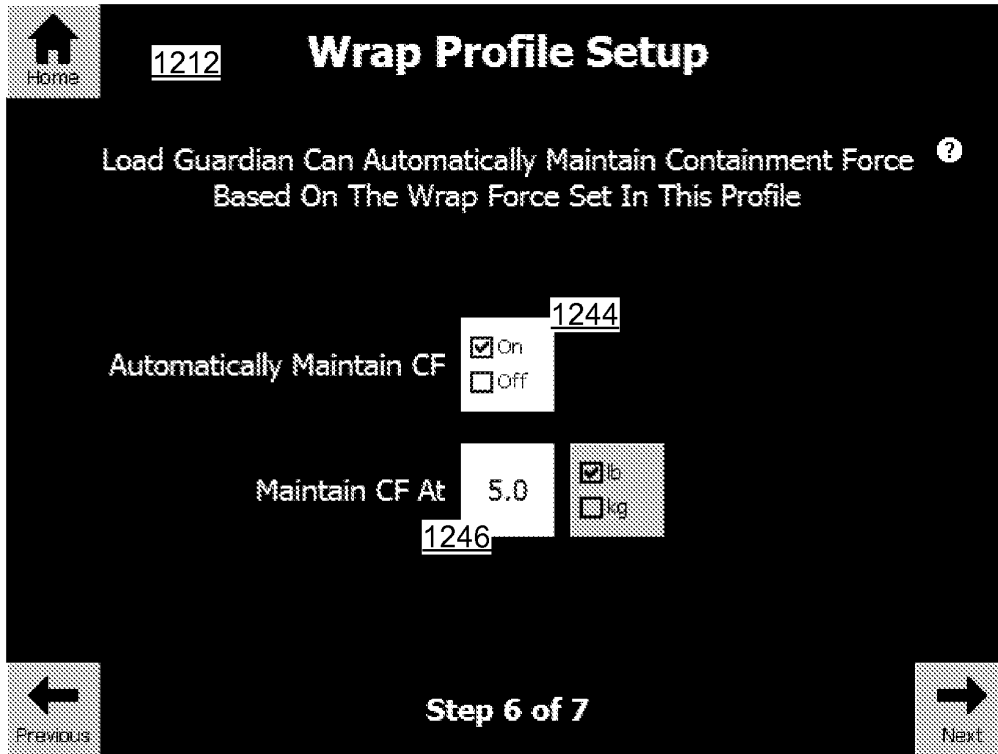 Home
1212
Wrap Profile Setup
Load Guardian Can Automatically Maintain Containment Force ?
Based On The Wrap Force Set In This Profile
1244
Automatically Maintain CF
On
Off
Maintain CF At
5.0
lb
kg
1246
Previous
Step 6 of 7
Next